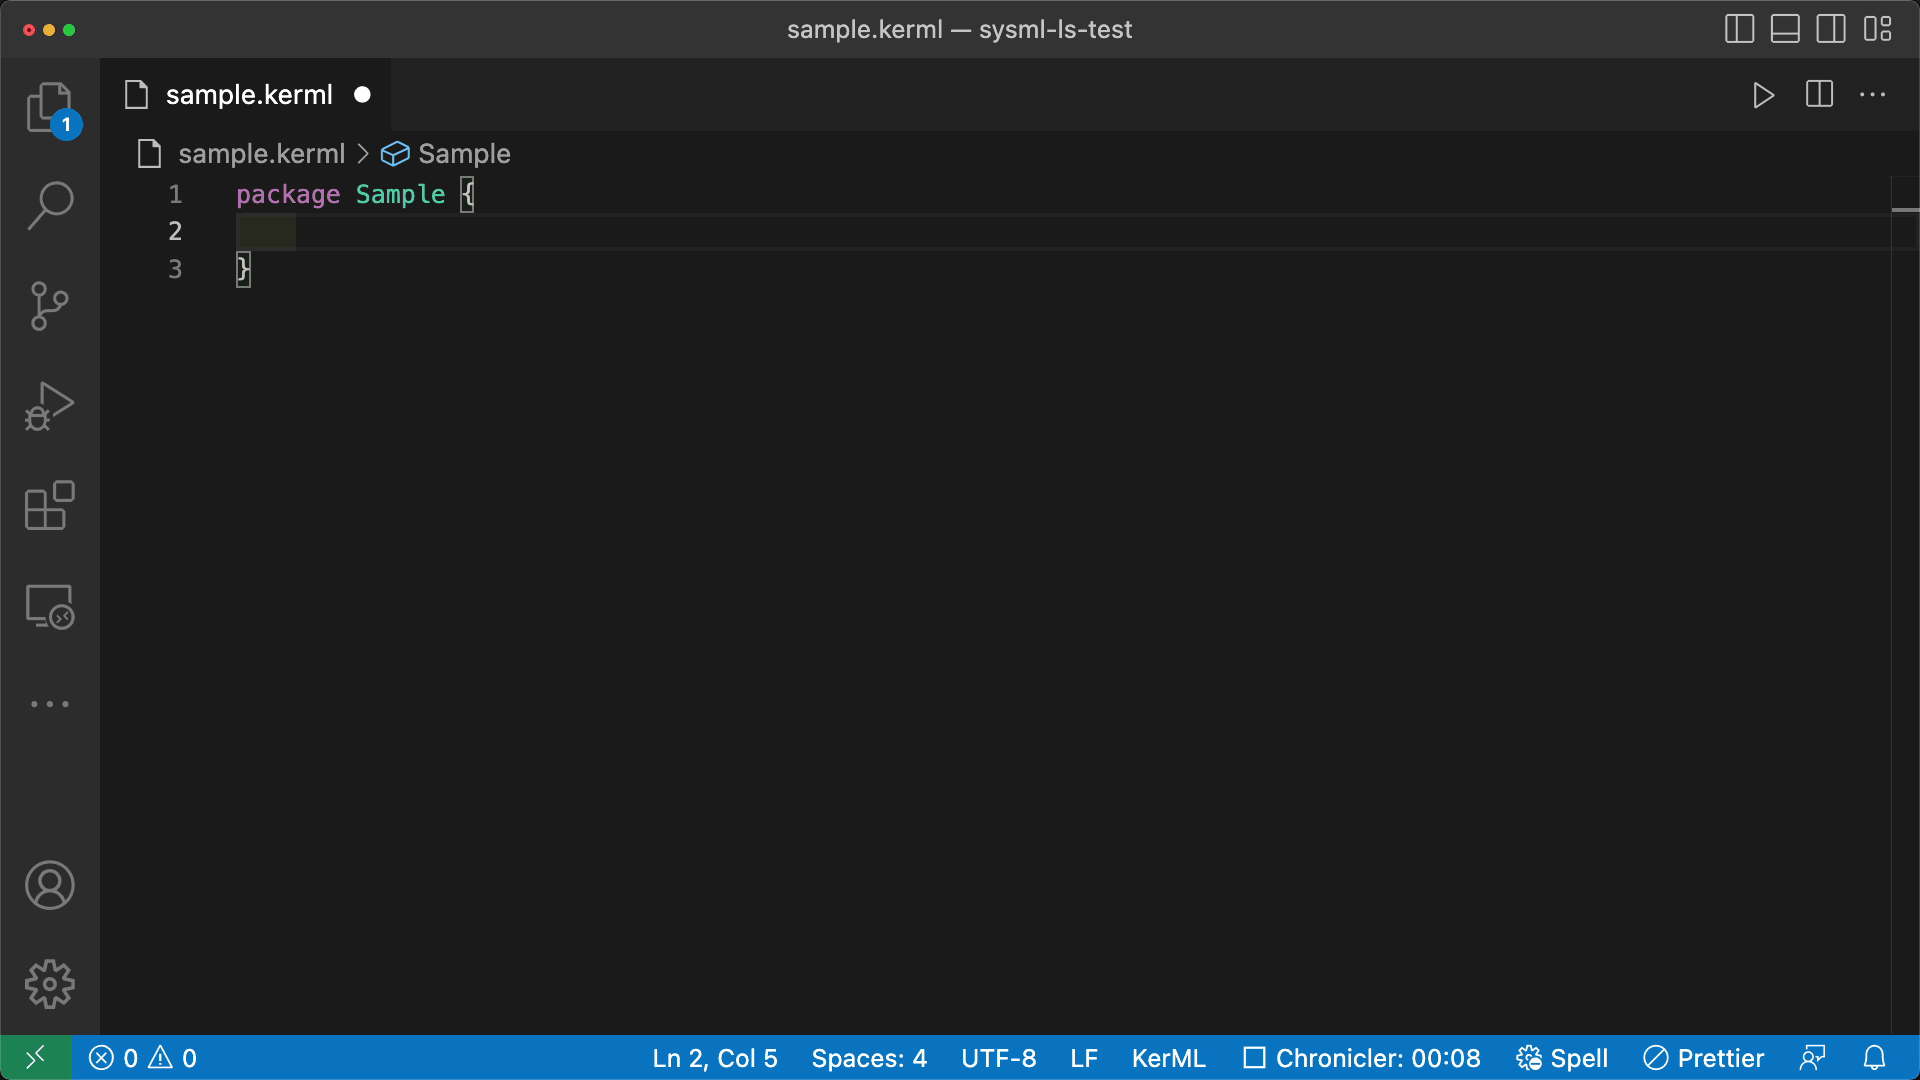 sample.kerml — sysml-ls-test
sample.kerml
1
sample.kerml > Sample
1 package Sample {
2
3 }
0 0 Ln 2, Col 5 Spaces: 4 UTF-8 LF KerML Chronicler: 00:08 Spell Prettier